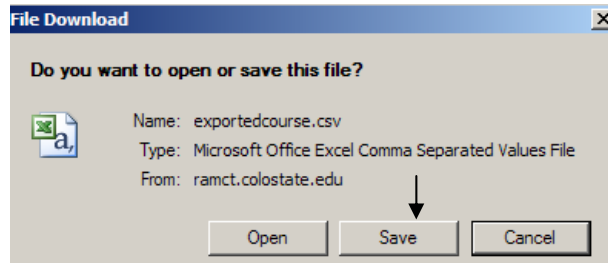 File Download
Do you want to open or save this file?
Name: exportedcourse.csv
Type: Microsoft Office Excel Comma Separated Values File
From: ramct.colostate.edu
Open Save Cancel